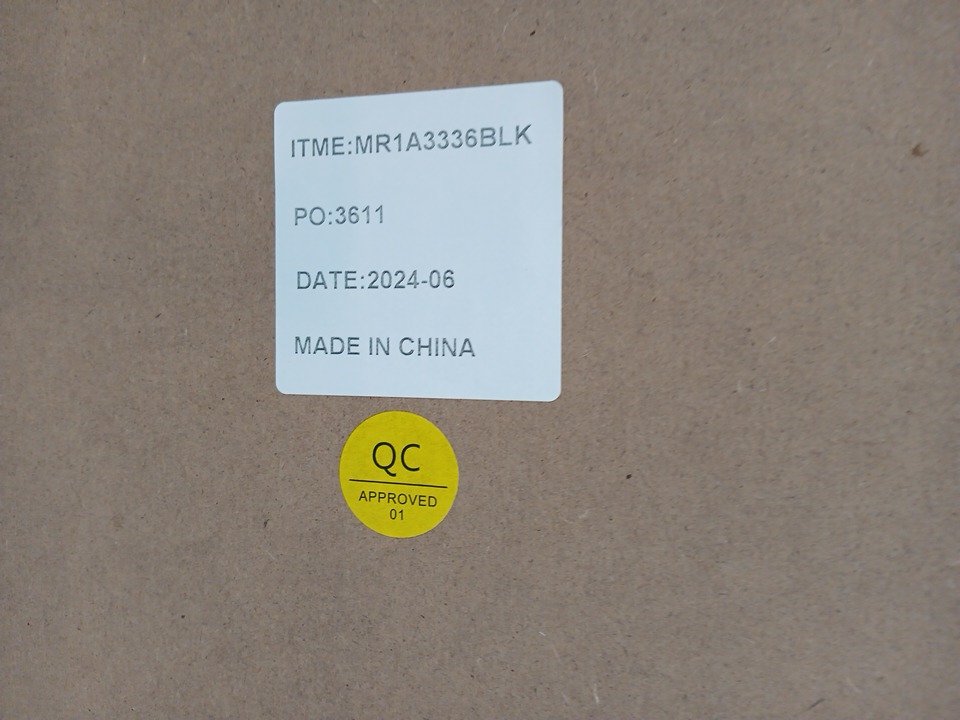 ITME:MR1A3336BLK
PO:3611
DATE:2024-06
MADE IN CHINA
QC
APPROVED
01